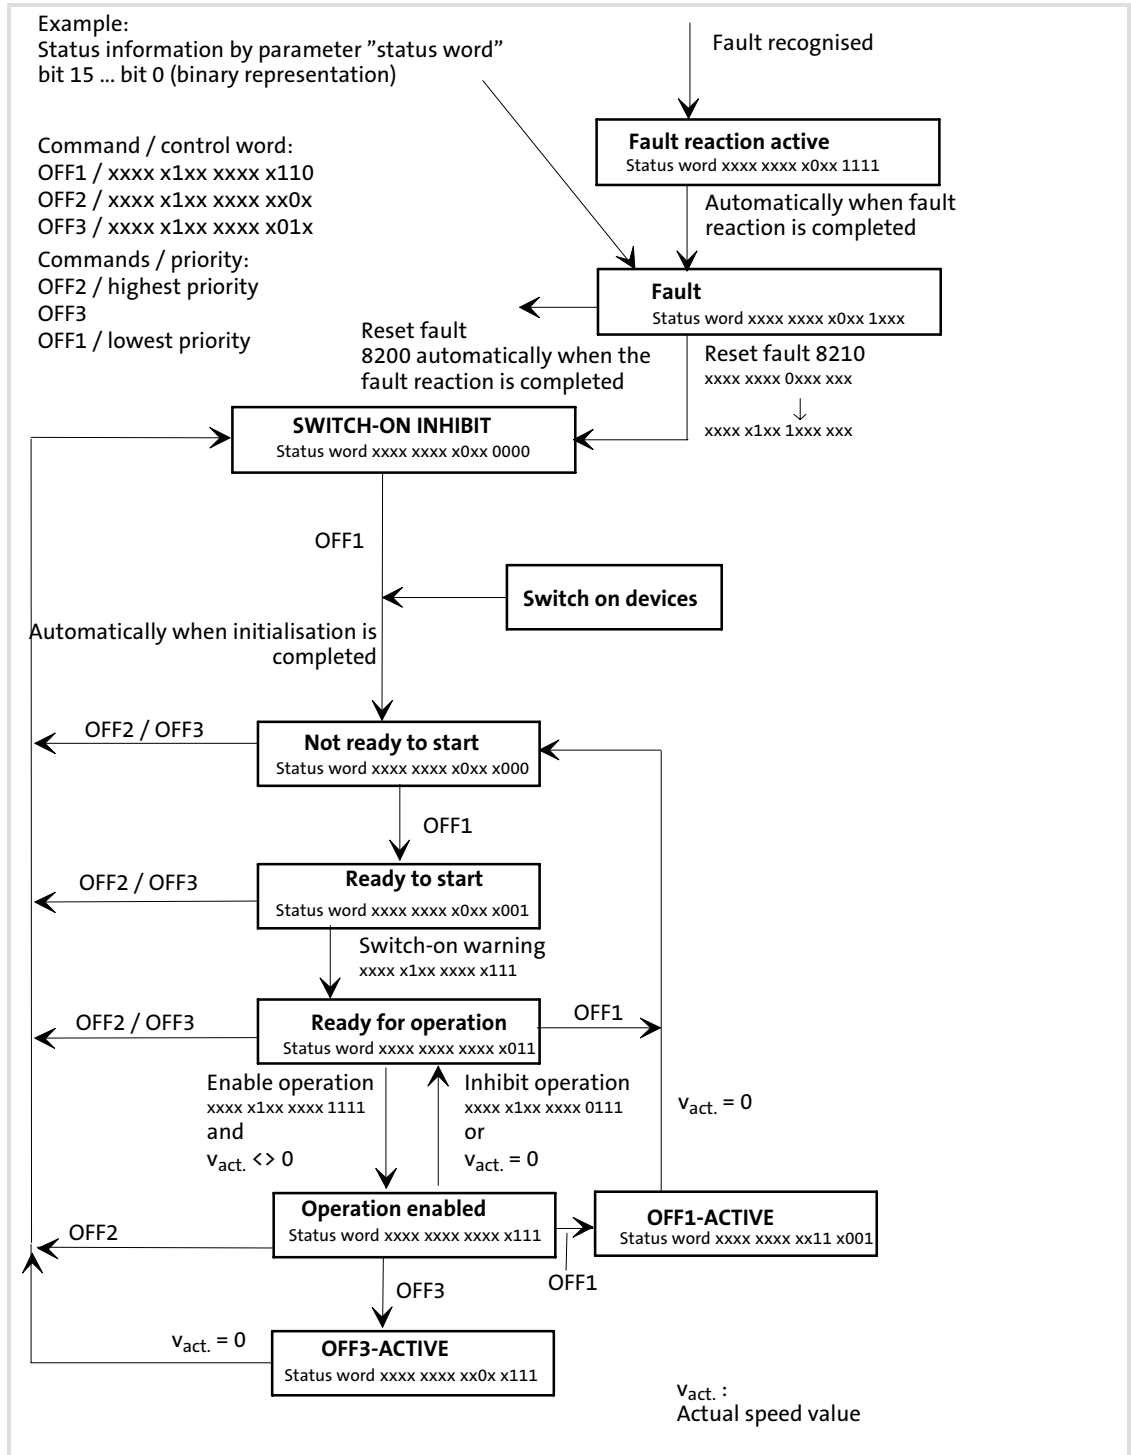 Example:
Status information by parameter ”status word”
bit 15 ... bit 0 (binary representation)
Fault recognised
Command / control word:
OFF1 / xxxx x1xx xxxx x110
OFF2 / xxxx x1xx xxxx xx0x
OFF3 / xxxx x1xx xxxx x01x
Commands / priority:
OFF2 / highest priority
OFF3
OFF1 / lowest priority
Fault reaction active
Status word xxxx xxxx x0xx 1111
Automatically when fault
reaction is completed
Fault
Status word xxxx xxxx x0xx 1xxx
Reset fault
8200 automatically when the
fault reaction is completed
Reset fault 8210
xxxx xxxx 0xxx xxx
xxxx x1xx 1xxx xxx
SWITCH-ON INHIBIT
Status word xxxx xxxx x0xx 0000
OFF1
Switch on devices
Automatically when initialisation is
completed
OFF2 / OFF3
Not ready to start
Status word xxxx xxxx x0xx x000
OFF1
OFF2 / OFF3
Ready to start
Status word xxxx xxxx x0xx x001
Switch-on warning
xxxx x1xx xxxx x111
OFF2 / OFF3
Ready for operation
Status word xxxx xxxx xxxx x011
OFF1
Enable operation
xxxx x1xx xxxx 1111
and
vact. <> 0
Inhibit operation
xxxx x1xx xxxx 0111
or
vact. = 0
vact. = 0
OFF2
Operation enabled
Status word xxxx xxxx xxxx x111
OFF1
OFF1-ACTIVE
Status word xxxx xxxx xx11 x001
OFF3
vact. = 0
OFF3-ACTIVE
Status word xxxx xxxx xx0x x111
vact. :
Actual speed value